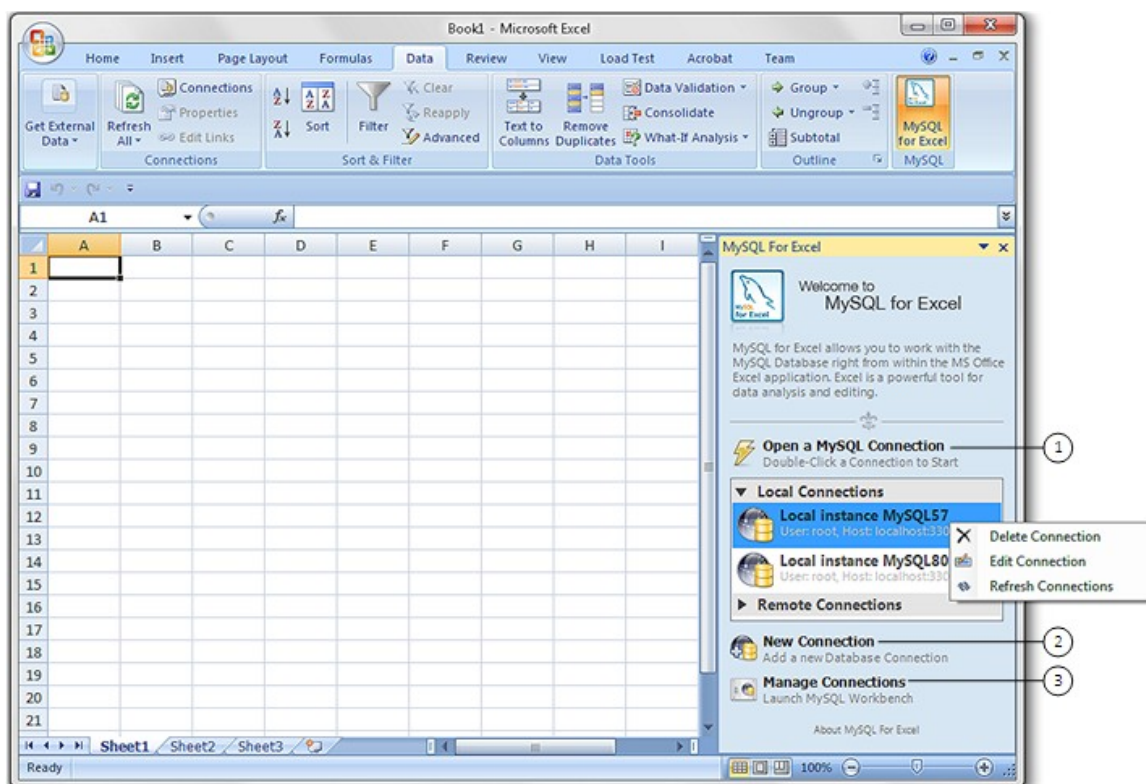 Book1 - Microsoft Excel
Home Insert Page Layout Formulas Data Review View Load Test Acrobat Team
Get External Data
Refresh All
Connections
Properties
Edit Links
Connections
Sort
Filter
Clear
Reapply
Advanced
Sort & Filter
Text to Columns
Remove Duplicates
Data Validation
Consolidate
What-If Analysis
Data Tools
Group
Ungroup
Subtotal
Outline
MySQL for Excel
MySQL
A1 fx
A B C D E F G H I
1
2
3
4
5
6
7
8
9
10
11
12
13
14
15
16
17
18
19
20
21
MySQL For Excel
Welcome to
MySQL for Excel
MySQL for Excel allows you to work with the
MySQL Database right from within the MS Office
Excel application. Excel is a powerful tool for
data analysis and editing.
Open a MySQL Connection 1
Double-Click a Connection to Start
Local Connections
Local instance MySQL57
User: root, Host: localhost:330
Local instance MySQL80
User: root, Host: localhost:330
Delete Connection
Edit Connection
Refresh Connections
Remote Connections
New Connection 2
Add a new Database Connection
Manage Connections 3
Launch MySQL Workbench
About MySQL For Excel
Sheet1 Sheet2 Sheet3
Ready 100%